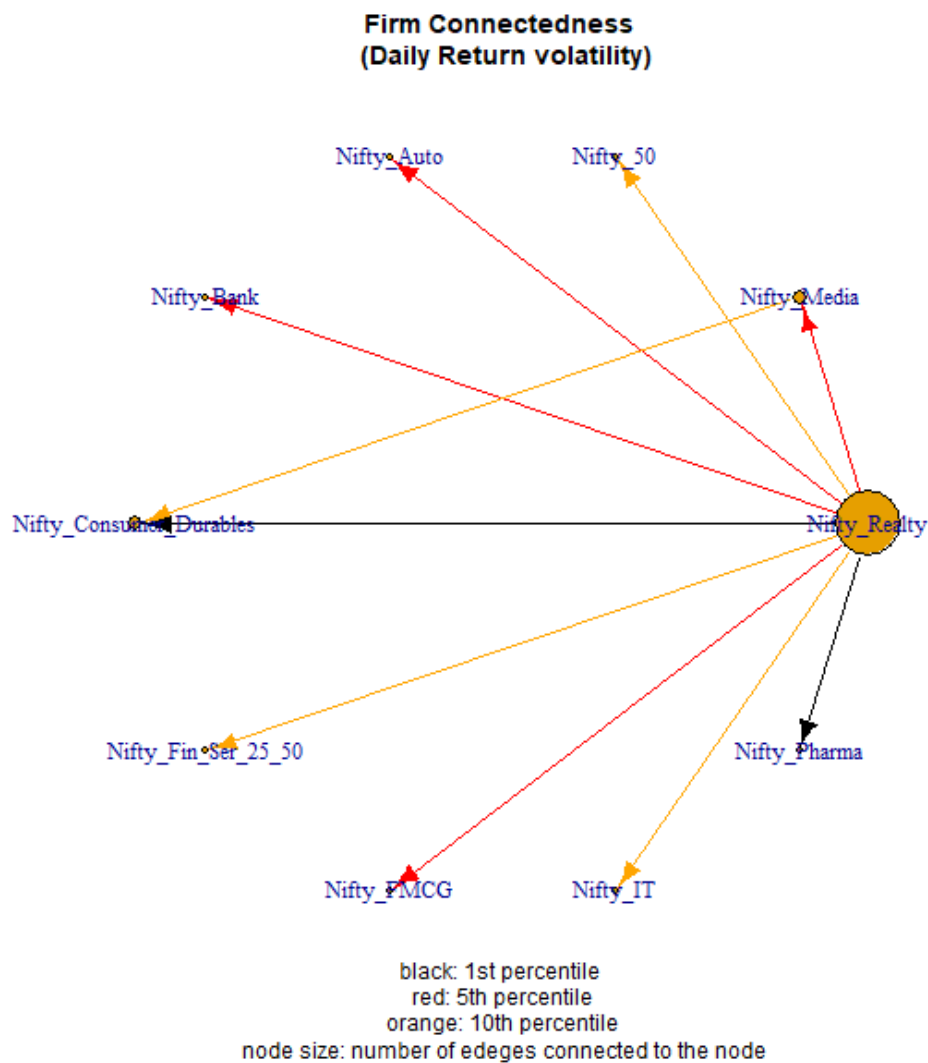 Firm Connectedness
(Daily Return volatility)
Nifty_Auto
Nifty_50
Nifty_Bank
Nifty_Media
Nifty_Consumer_Durables
Nifty_Realty
Nifty_Fin_Ser_25_50
Nifty_Pharma
Nifty_FMCG
Nifty_IT
black: 1st percentile
red: 5th percentile
orange: 10th percentile
node size: number of edeges connected to the node